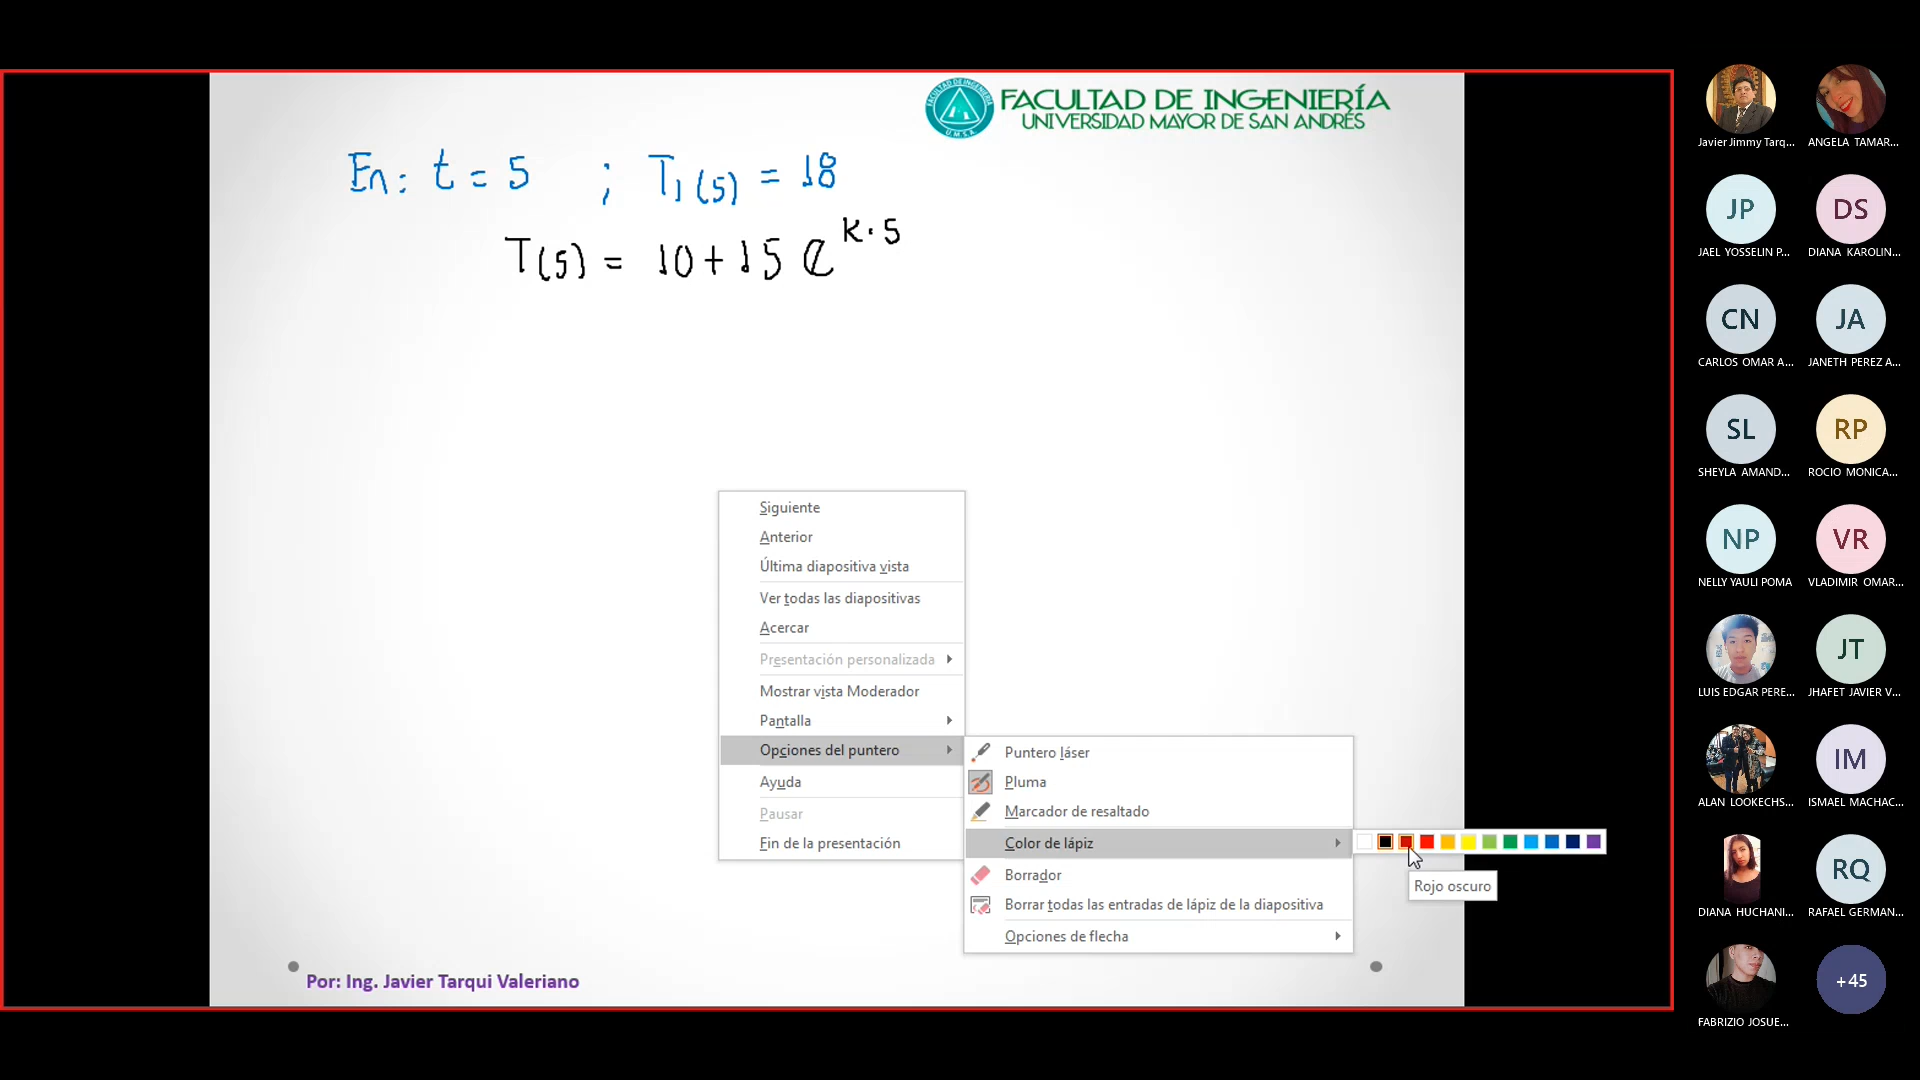 FACULTAD DE INGENIERÍA
UNIVERSIDAD MAYOR DE SAN ANDRÉS
FACULTAD DE INGENIERIA
U.M.S.A.
En: t = 5 ; T₁(5) = 18
T(5) = 10 + 15 e^{k·5}
Siguiente
Anterior
Última diapositiva vista
Ver todas las diapositivas
Acercar
Presentación personalizada
Mostrar vista Moderador
Pantalla
Opciones del puntero
Ayuda
Pausar
Fin de la presentación
Puntero láser
Pluma
Marcador de resaltado
Color de lápiz
Borrador
Borrar todas las entradas de lápiz de la diapositiva
Opciones de flecha
Rojo oscuro
Por: Ing. Javier Tarqui Valeriano
Javier Jimmy Tarq...
ANGELA TAMAR...
JP
JAEL YOSSELIN P...
DS
DIANA KAROLIN...
CN
CARLOS OMAR A...
JA
JANETH PEREZ A...
SL
SHEYLA AMAND...
RP
ROCIO MONICA...
NP
NELLY YAULI POMA
VR
VLADIMIR OMAR...
LUIS EDGAR PERE...
JT
JHAFET JAVIER V...
ALAN LOOKECHS...
IM
ISMAEL MACHAC...
DIANA HUCHANI...
RQ
RAFAEL GERMAN...
FABRIZIO JOSUE...
+45